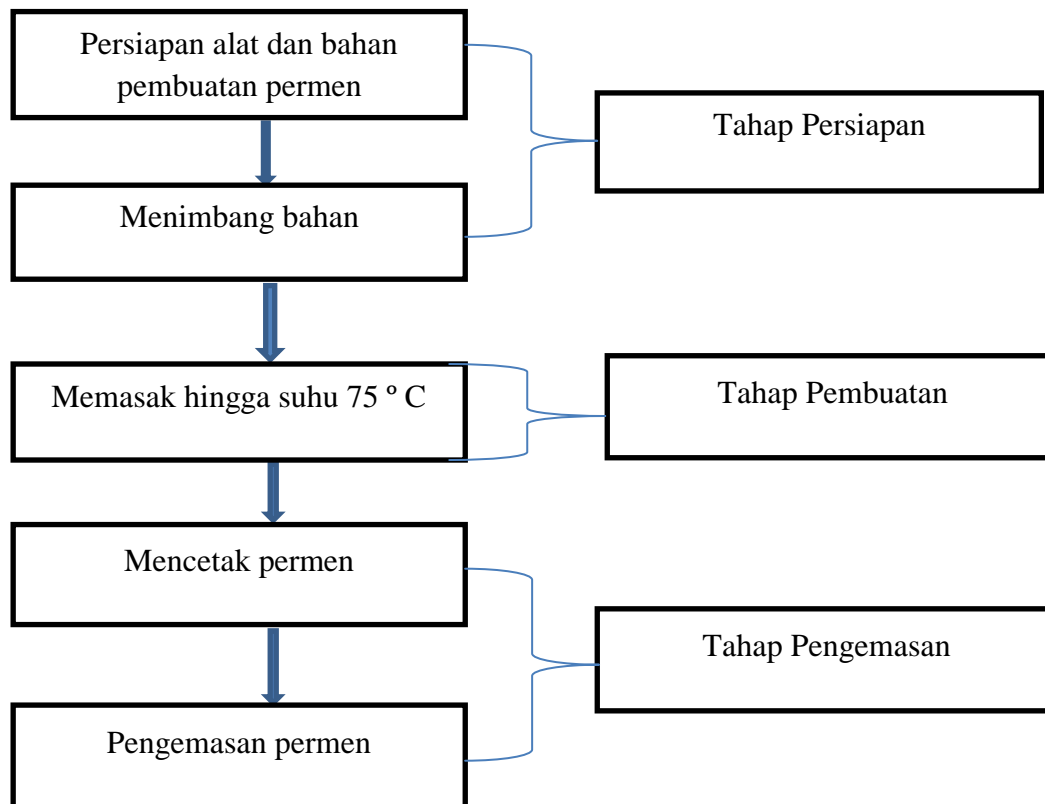 Persiapan alat dan bahan
pembuatan permen
Tahap Persiapan
Menimbang bahan
Memasak hingga suhu 75 º C
Tahap Pembuatan
Mencetak permen
Tahap Pengemasan
Pengemasan permen